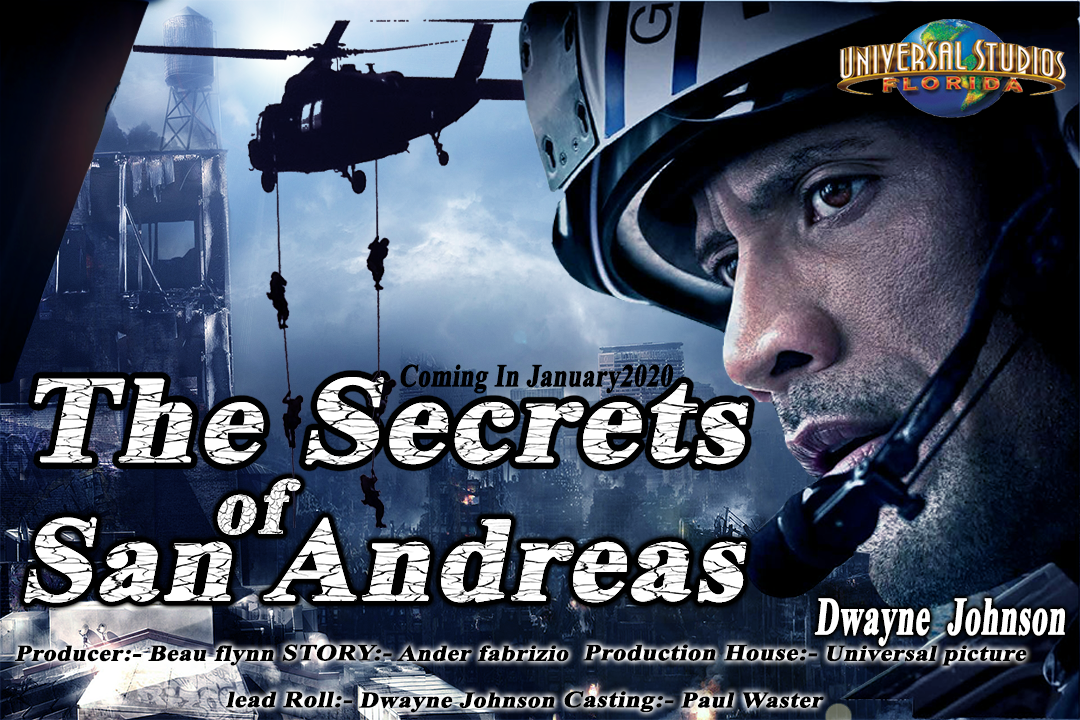 UNIVERSAL STUDIOS
FLORIDA
Coming In January2020
The Secrets
of
San Andreas
Dwayne Johnson
Producer:- Beau flynn STORY:- Ander fabrizio Production House:- Universal picture
lead Roll:- Dwayne Johnson Casting:- Paul Waster